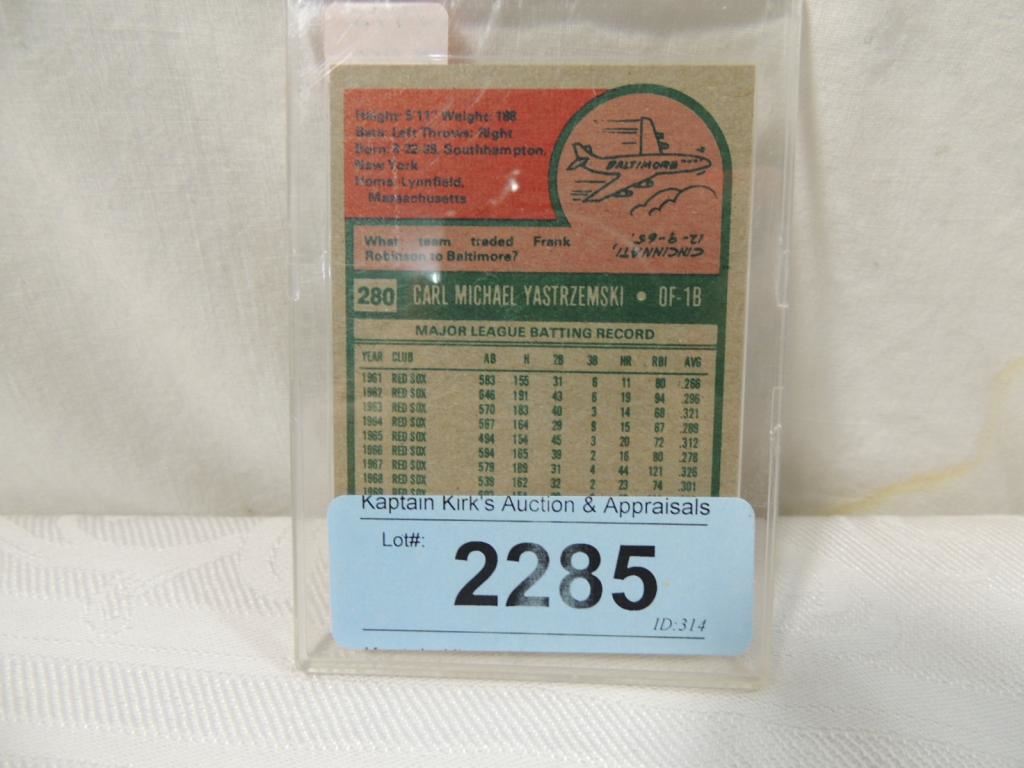 Height: 5'11" Weight: 188
Bats: Left Throws: Right
Born: 8-22-39, Southhampton,
New York
Home: Lynnfield,
Massachusetts
BALTIMORE
What team traded Frank
Robinson to Baltimore?
CINCINNATI,
12-9-65.
280 CARL MICHAEL YASTRZEMSKI • OF-1B
MAJOR LEAGUE BATTING RECORD
YEAR CLUB AB H 2B 3B HR RBI AVG
1961 RED SOX 583 155 31 6 11 80 .266
1962 RED SOX 646 191 43 6 19 94 .296
1963 RED SOX 570 183 40 3 14 68 .321
1964 RED SOX 567 164 29 9 15 67 .289
1965 RED SOX 494 154 45 3 20 72 .312
1966 RED SOX 594 165 39 2 16 80 .278
1967 RED SOX 579 189 31 4 44 121 .326
1968 RED SOX 539 162 32 2 23 74 .301
1969 RED SOX
Kaptain Kirk's Auction & Appraisals
Lot#:
2285
ID:314